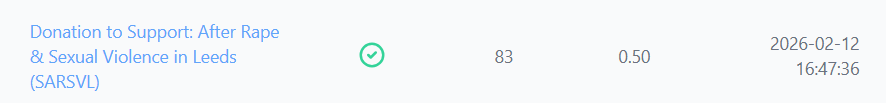 Donation to Support: After Rape
& Sexual Violence in Leeds
(SARSVL)
83
0.50
2026-02-12
16:47:36